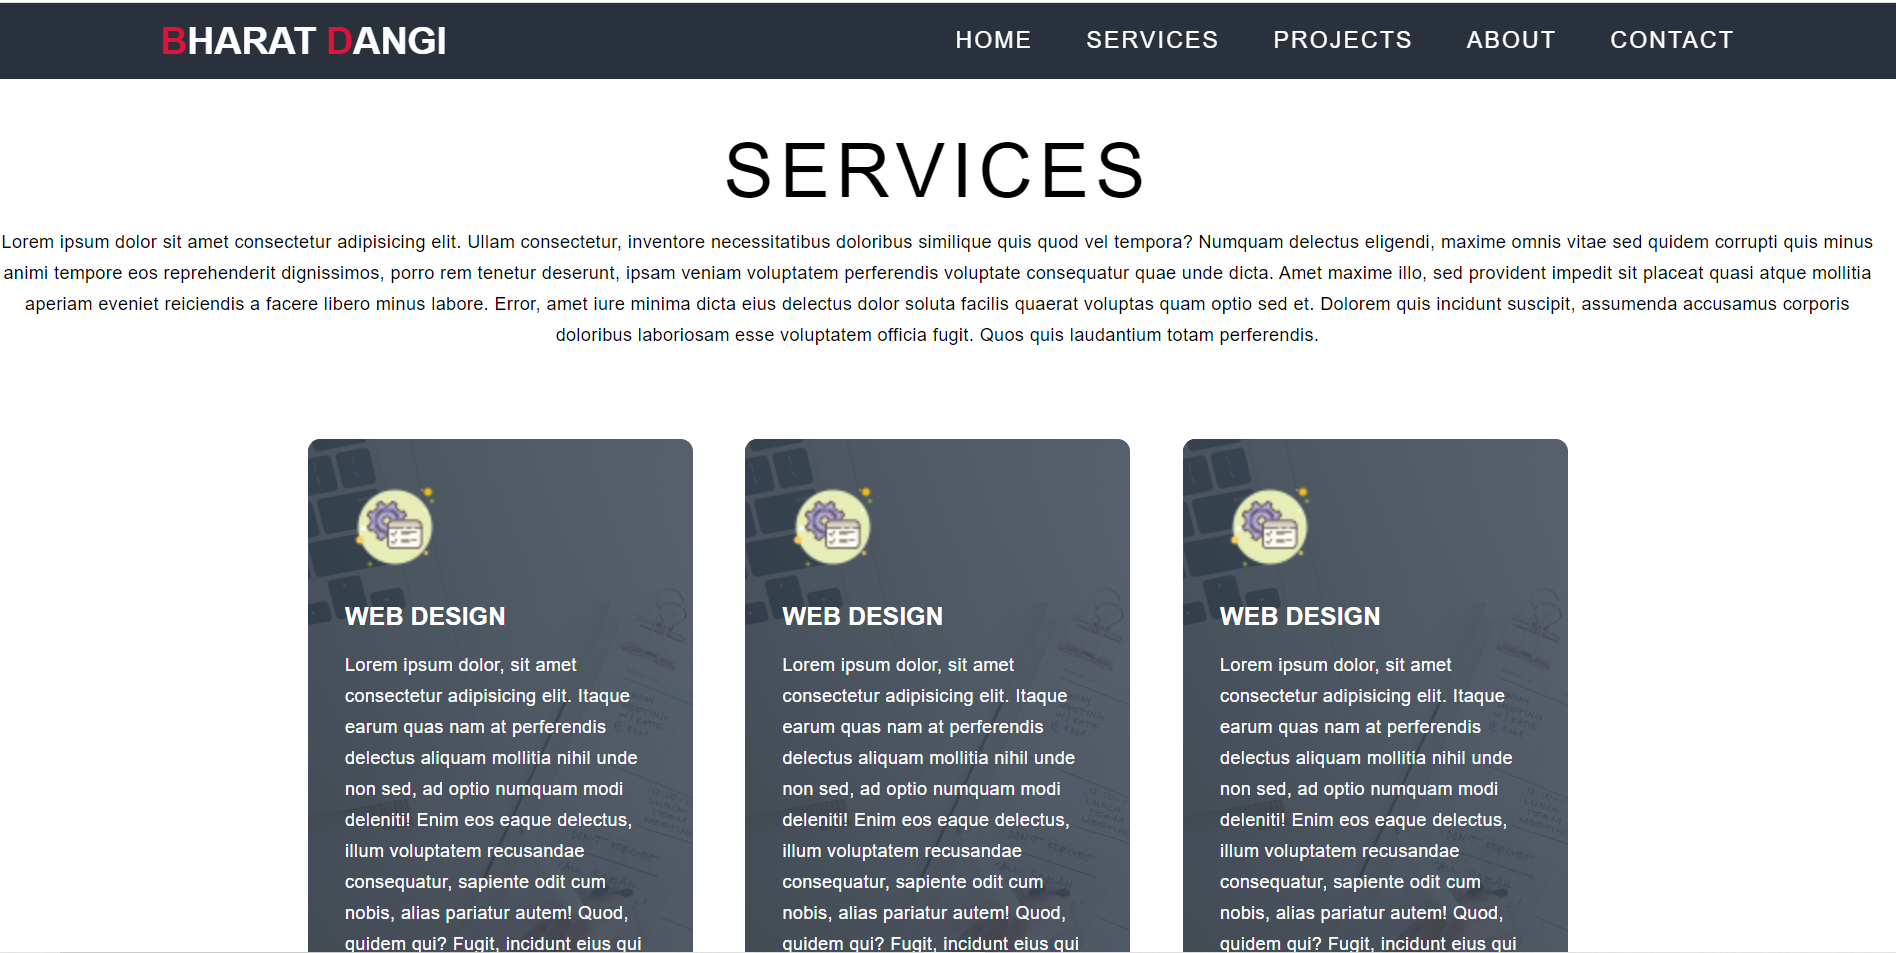 BHARAT DANGI
HOME SERVICES PROJECTS ABOUT CONTACT
SERVICES
Lorem ipsum dolor sit amet consectetur adipisicing elit. Ullam consectetur, inventore necessitatibus doloribus similique quis quod vel tempora? Numquam delectus eligendi, maxime omnis vitae sed quidem corrupti quis minus
animi tempore eos reprehenderit dignissimos, porro rem tenetur deserunt, ipsam veniam voluptatem perferendis voluptate consequatur quae unde dicta. Amet maxime illo, sed provident impedit sit placeat quasi atque mollitia
aperiam eveniet reiciendis a facere libero minus labore. Error, amet iure minima dicta eius delectus dolor soluta facilis quaerat voluptas quam optio sed et. Dolorem quis incidunt suscipit, assumenda accusamus corporis
doloribus laboriosam esse voluptatem officia fugit. Quos quis laudantium totam perferendis.
WEB DESIGN
Lorem ipsum dolor, sit amet
consectetur adipisicing elit. Itaque
earum quas nam at perferendis
delectus aliquam mollitia nihil unde
non sed, ad optio numquam modi
deleniti! Enim eos eaque delectus,
illum voluptatem recusandae
consequatur, sapiente odit cum
nobis, alias pariatur autem! Quod,
quidem qui? Fugit, incidunt eius qui
WEB DESIGN
Lorem ipsum dolor, sit amet
consectetur adipisicing elit. Itaque
earum quas nam at perferendis
delectus aliquam mollitia nihil unde
non sed, ad optio numquam modi
deleniti! Enim eos eaque delectus,
illum voluptatem recusandae
consequatur, sapiente odit cum
nobis, alias pariatur autem! Quod,
quidem qui? Fugit, incidunt eius qui
WEB DESIGN
Lorem ipsum dolor, sit amet
consectetur adipisicing elit. Itaque
earum quas nam at perferendis
delectus aliquam mollitia nihil unde
non sed, ad optio numquam modi
deleniti! Enim eos eaque delectus,
illum voluptatem recusandae
consequatur, sapiente odit cum
nobis, alias pariatur autem! Quod,
quidem qui? Fugit, incidunt eius qui